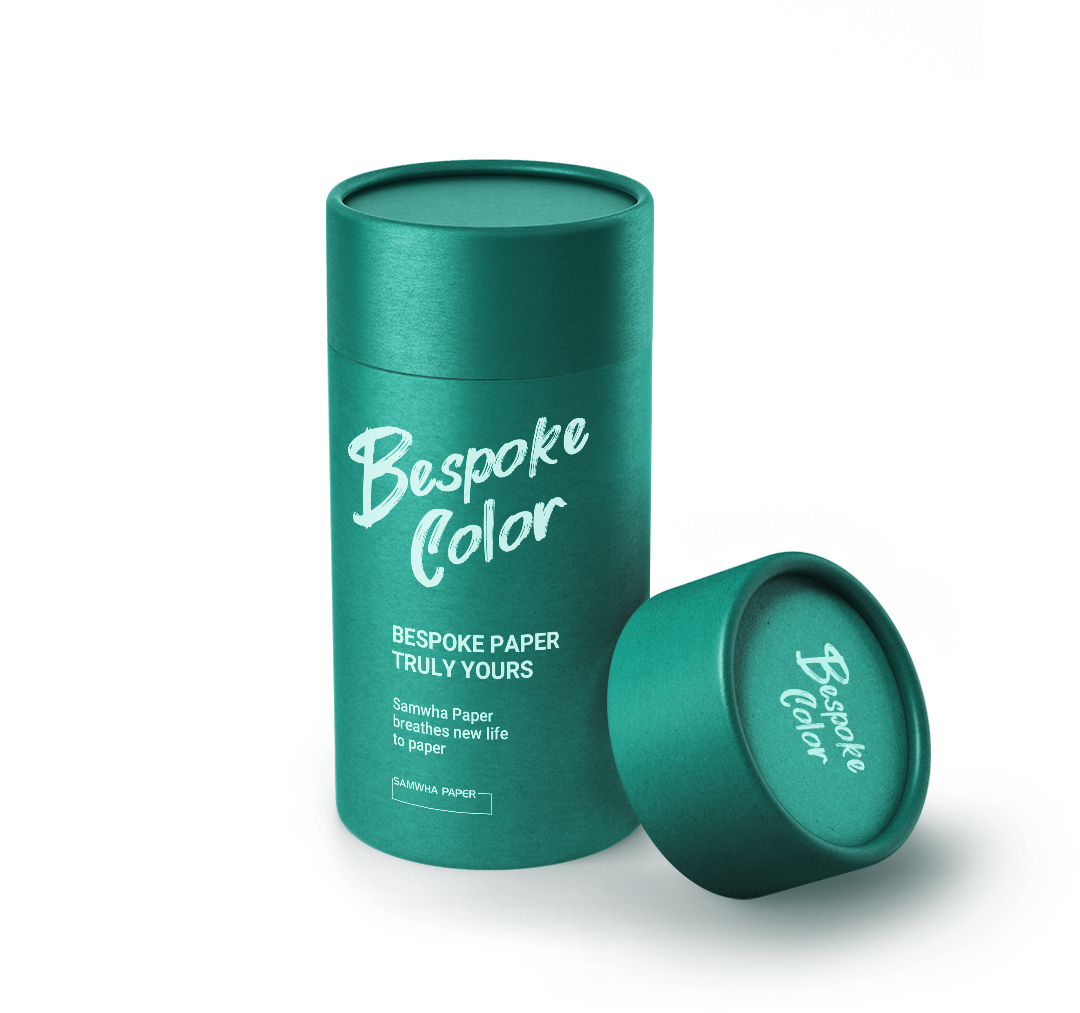 Bespoke
Color
BESPOKE PAPER
TRULY YOURS
Samwha Paper
breathes new life
to paper
SAMWHA PAPER
Bespoke
Color